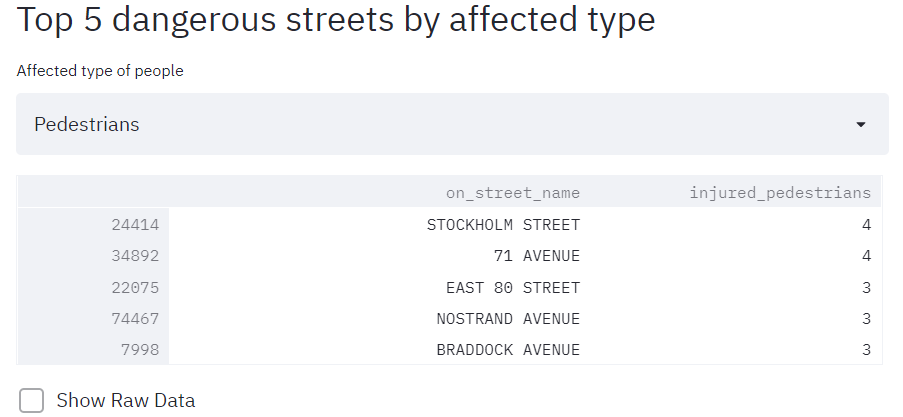 Top 5 dangerous streets by affected type
Affected type of people
Pedestrians
on_street_name injured_pedestrians
24414 STOCKHOLM STREET 4
34892 71 AVENUE 4
22075 EAST 80 STREET 3
74467 NOSTRAND AVENUE 3
7998 BRADDOCK AVENUE 3
Show Raw Data